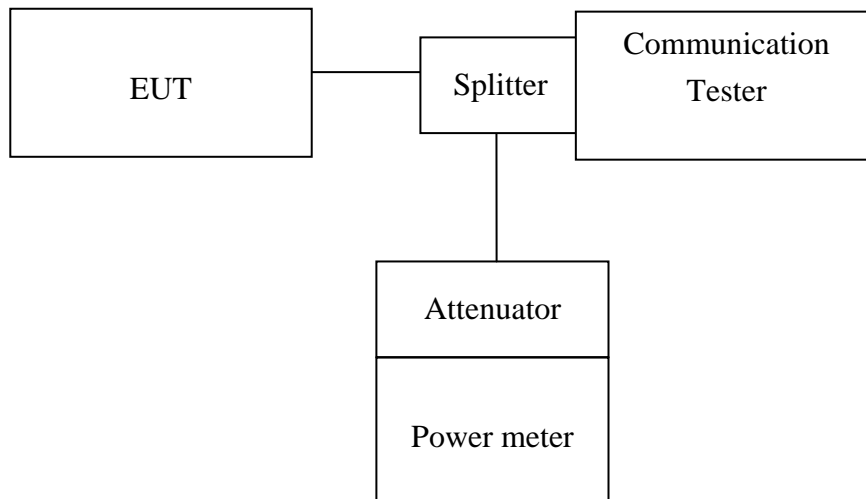 EUT
Splitter
Communication
Tester
Attenuator
Power meter